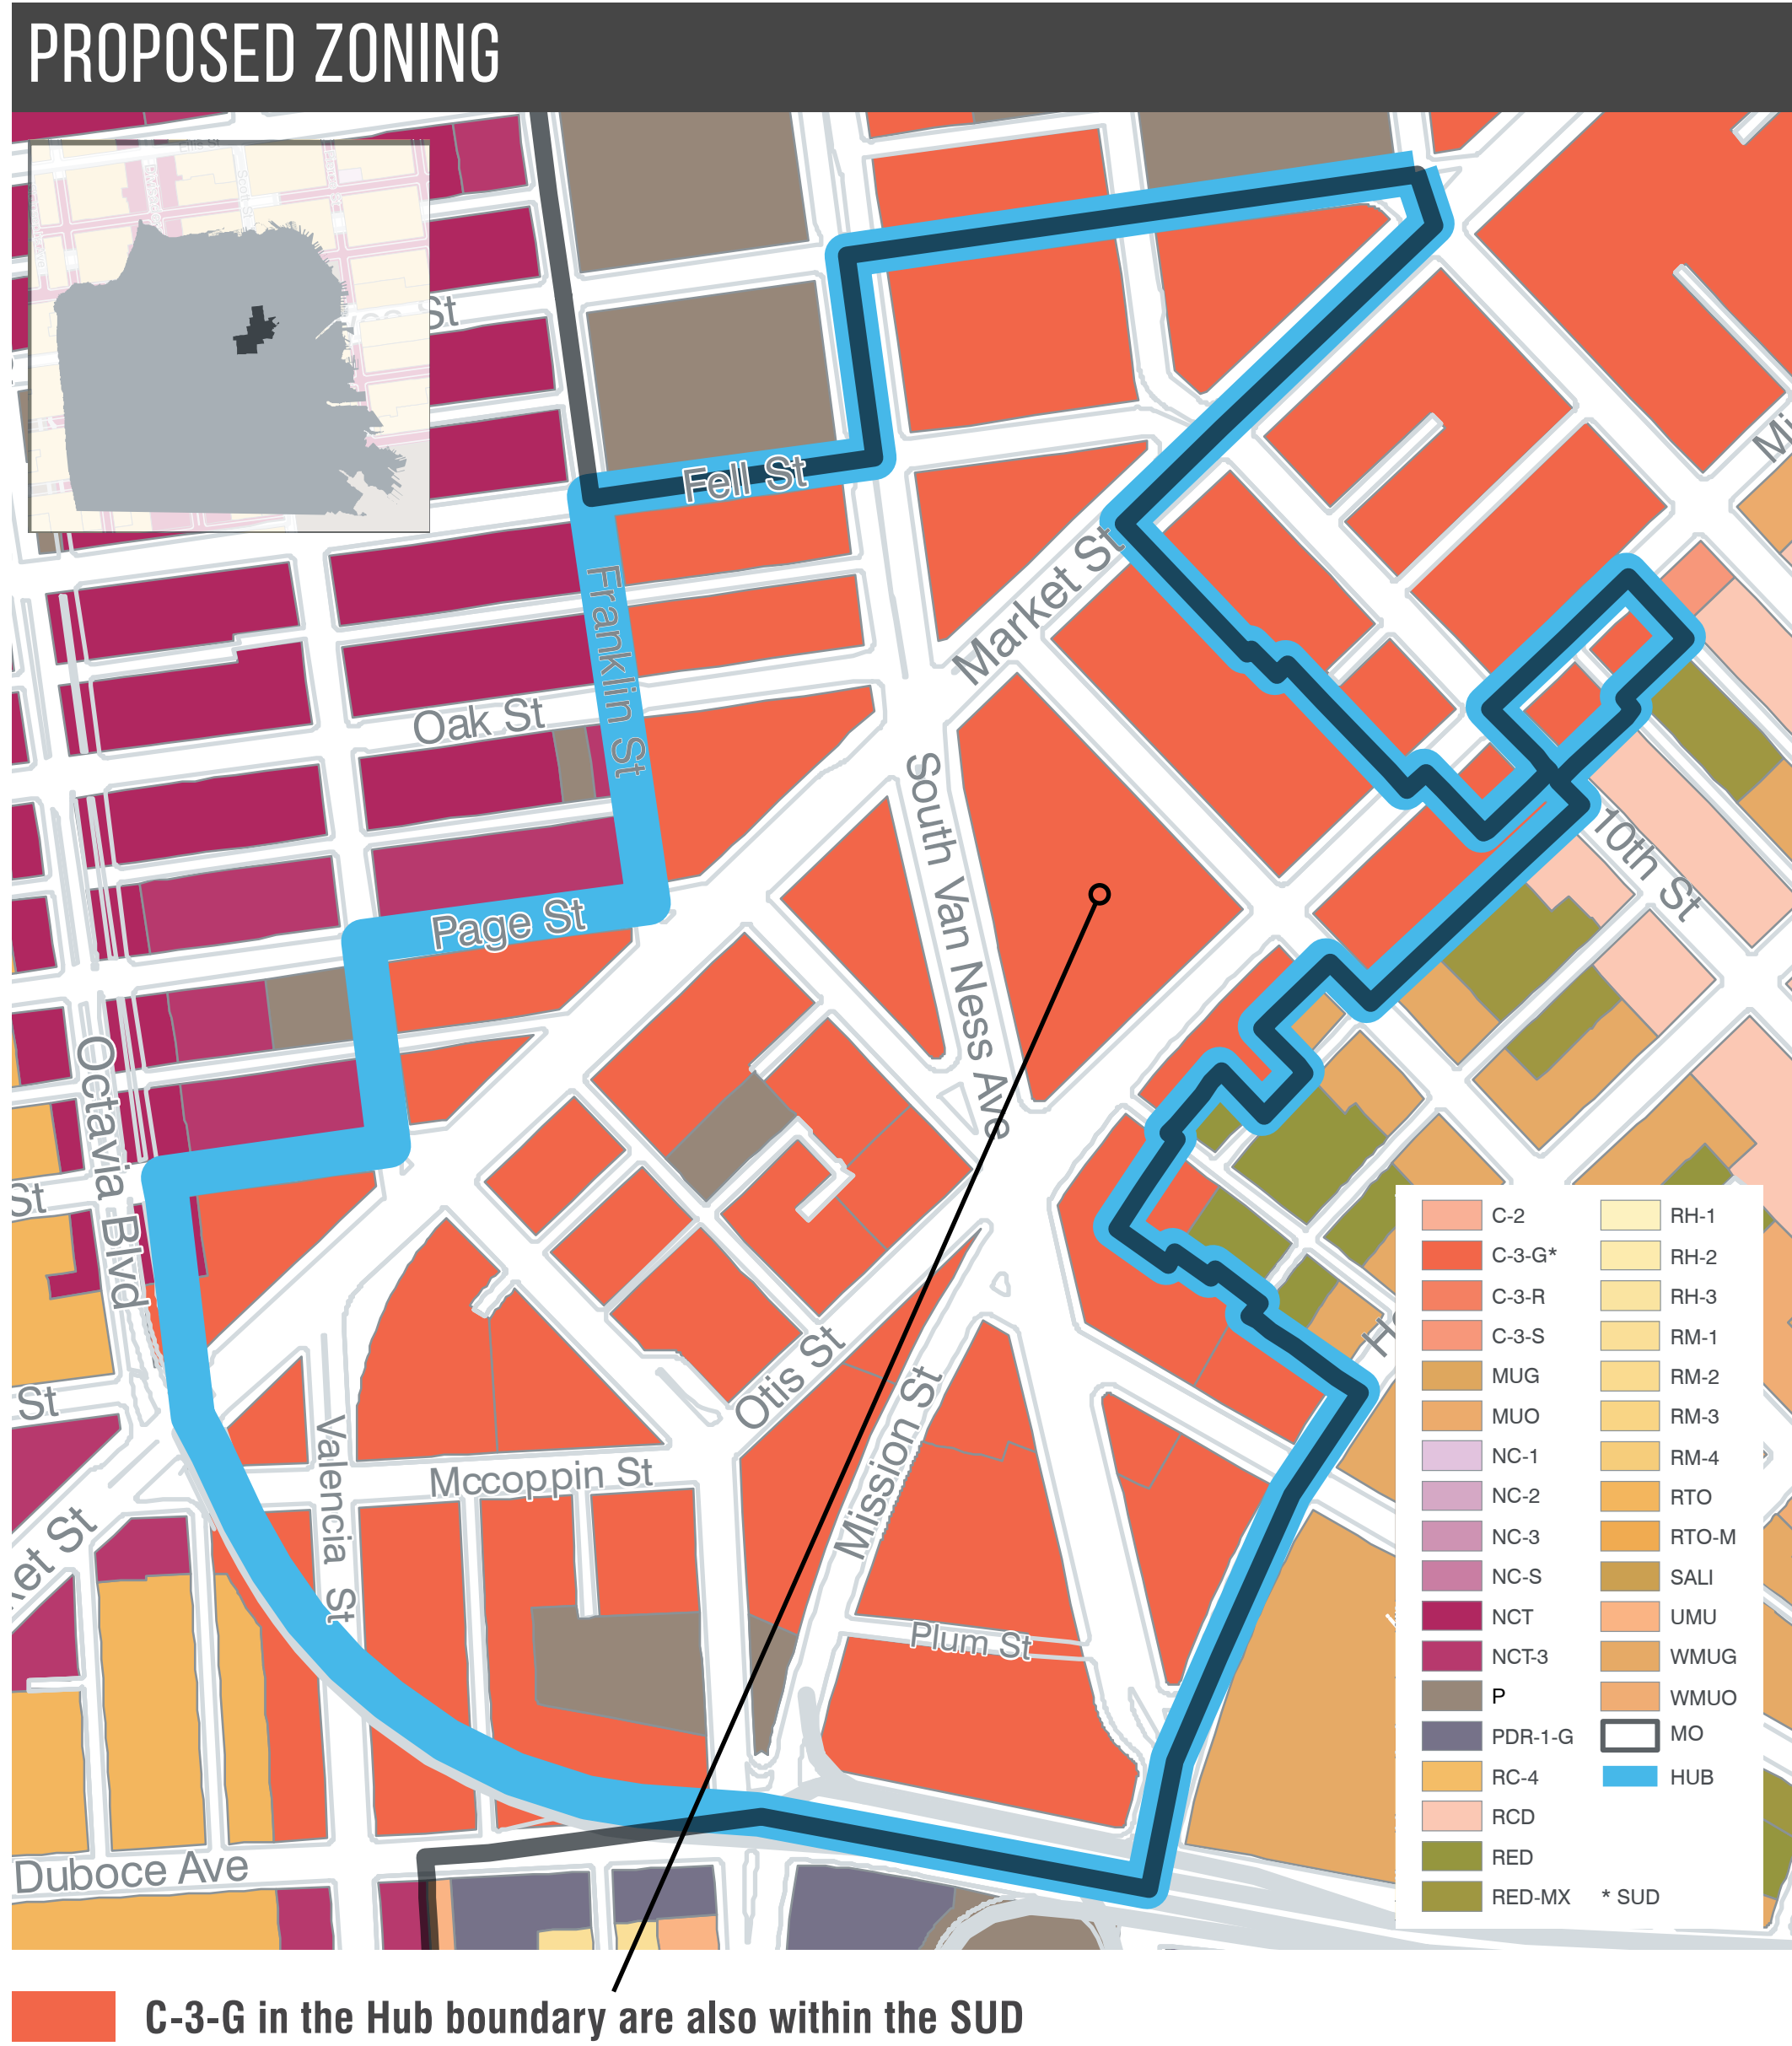 PROPOSED ZONING
St
Fell St
Market St
Franklin St
Oak St
South Van Ness Ave
10th St
Page St
Octavia Blvd
St
St
Otis St
Mission St
Valencia St
Mccoppin St
Plum St
Duboce Ave
C-2
C-3-G*
C-3-R
C-3-S
MUG
MUO
NC-1
NC-2
NC-3
NC-S
NCT
NCT-3
P
PDR-1-G
RC-4
RCD
RED
RED-MX
RH-1
RH-2
RH-3
RM-1
RM-2
RM-3
RM-4
RTO
RTO-M
SALI
UMU
WMUG
WMUO
MO
HUB
* SUD
C-3-G in the Hub boundary are also within the SUD